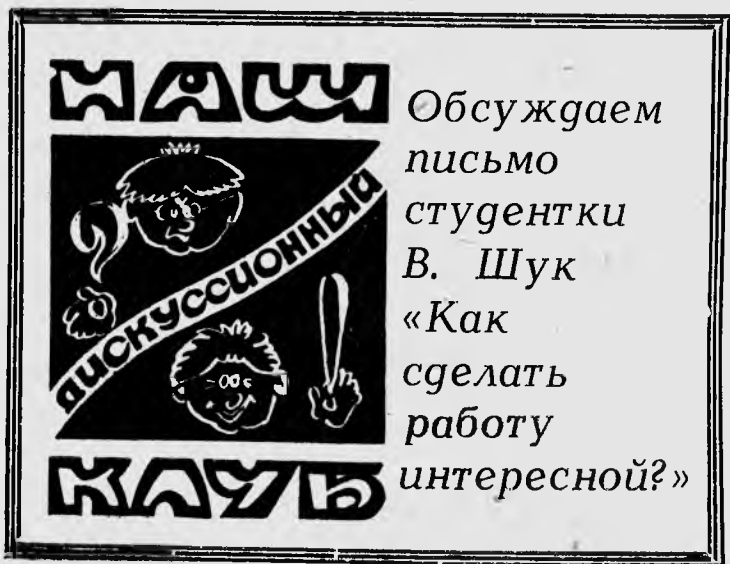 НАШ
ДИСКУССИОННЫЙ
КЛУБ
Обсуждаем
письмо
студентки
В. Шук
«Как
сделать
работу
интересной?»